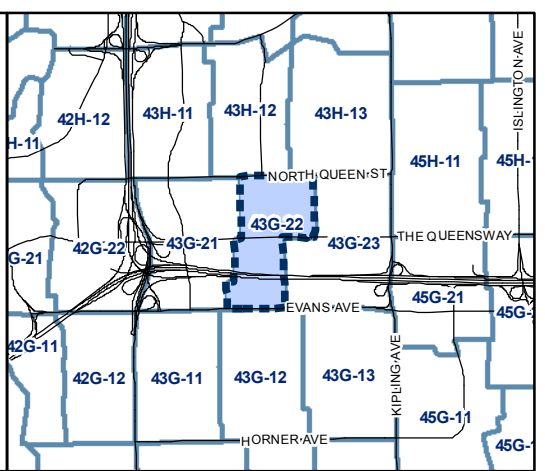 ISLINGTON AVE
42H-12
43H-11
43H-12
43H-13
H-11
45H-11
45H-
NORTH QUEEN ST
43G-22
THE QUEENSWAY
42G-22
43G-21
43G-23
G-21
45G-21
EVANS AVE
45G-
42G-11
KIPLING AVE
42G-12
43G-11
43G-12
43G-13
45G-11
HORNER AVE
45G-1